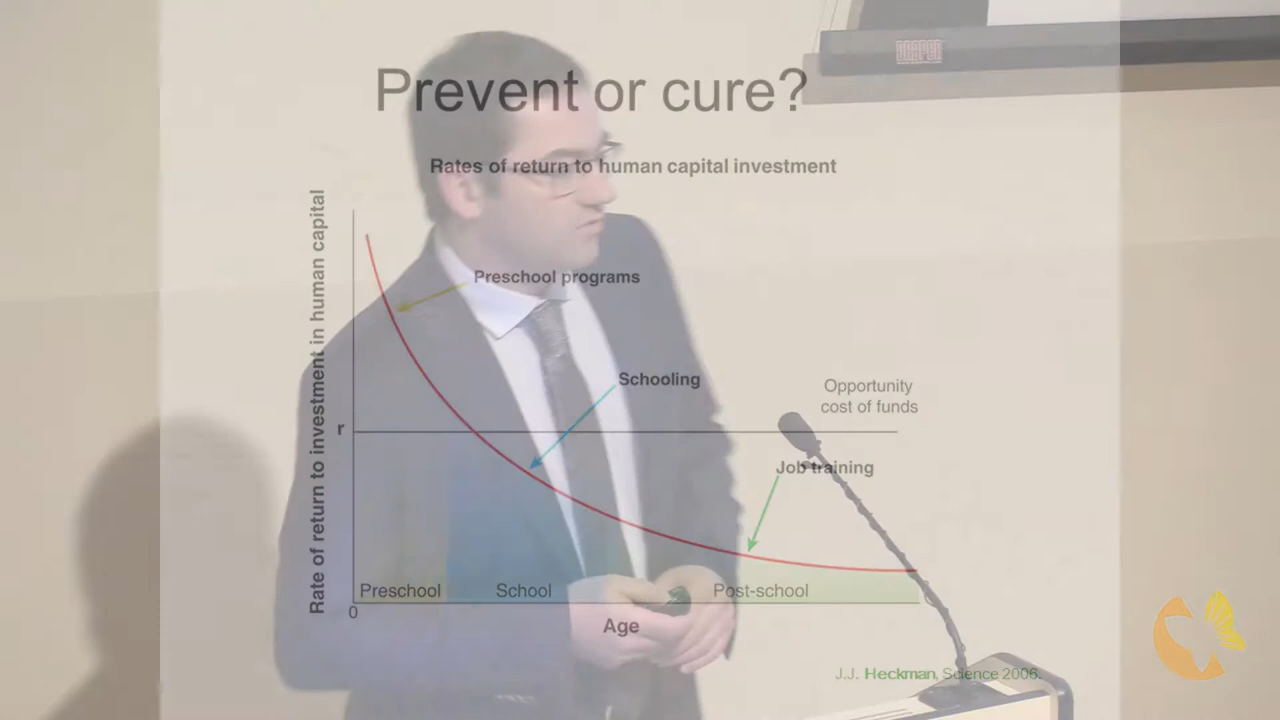 DRAPER
Prevent or cure?
Rates of return to human capital investment
Rate of return to investment in human capital
Preschool programs
Schooling
Opportunity
cost of funds
r
Job training
Preschool
School
Post-school
0
Age
J.J. Heckman, Science 2006.